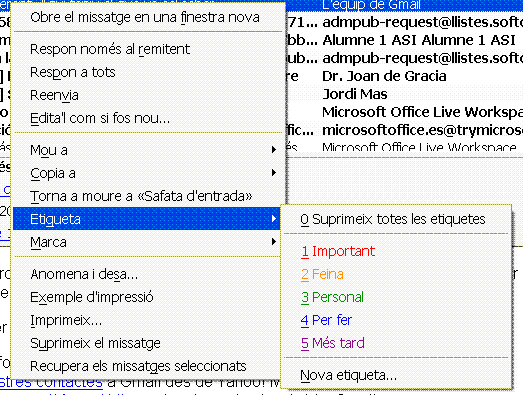 L'equip de Gmail
Obre el missatge en una finestra nova
admpub-request@llistes.softc
Respon només al remitent
bb... Alumne 1 ASI Alumne 1 ASI
admpub-request@llistes.softc
Respon a tots
Dr. Joan de Gracia
Reenvia
Jordi Mas
Edita'l com si fos nou...
Microsoft Office Live Workspa
fic... microsoftoffice.es@trymicros
Mou a
Microsoft Office Live Workspa
Copia a
Torna a moure a «Safata d'entrada»
Etiqueta
0 Suprimeix totes les etiquetes
Marca
1 Important
Anomena i desa...
2 Feina
Exemple d'impressió
3 Personal
Imprimeix...
4 Per fer
Suprimeix el missatge
5 Més tard
Recupera els missatges seleccionats
Nova etiqueta...
contactes a Gmail des de Yahoo!